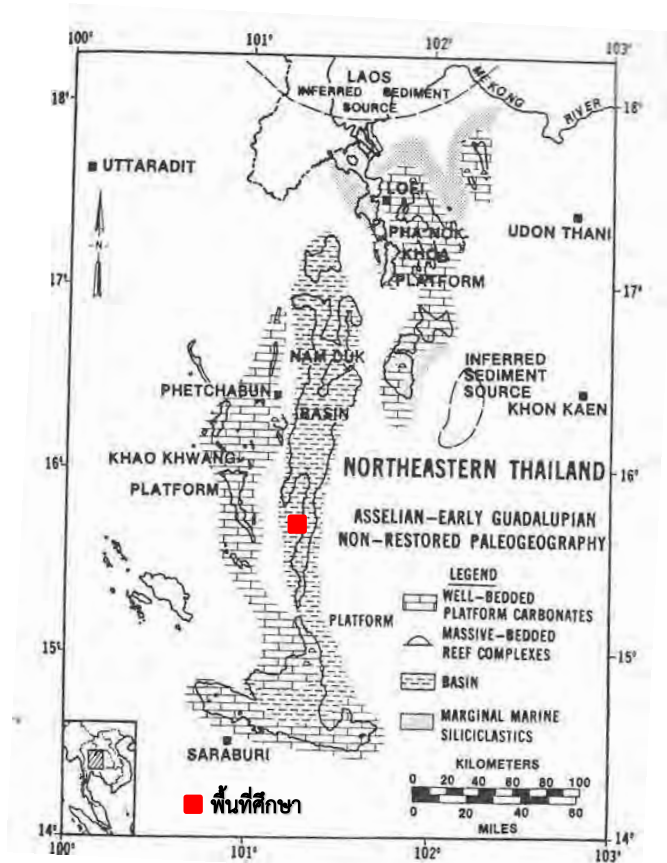 100° 101° 102° 103°
18° 18°
LAOS
INFERRED SEDIMENT
SOURCE
MEKONG
RIVER
UTTARADIT
N
LOEI
PHA NOK
KHOA
PLATFORM
UDON THANI
17° 17°
NAM DUK
BASIN
PHETCHABUN
INFERRED
SEDIMENT
SOURCE
KHON KAEN
16° 16°
KHAO KHWANG
PLATFORM
NORTHEASTERN THAILAND
ASSELIAN-EARLY GUADALUPIAN
NON-RESTORED PALEOGEOGRAPHY
LEGEND
WELL-BEDDED
PLATFORM CARBONATES
MASSIVE-BEDDED
REEF COMPLEXES
BASIN
MARGINAL MARINE
SILICICLASTICS
PLATFORM
15° 15°
SARABURI
KILOMETERS
0 20 40 60 80 100
0 20 40 60
MILES
พื้นที่ศึกษา
14° 14°
100° 101° 102° 103°